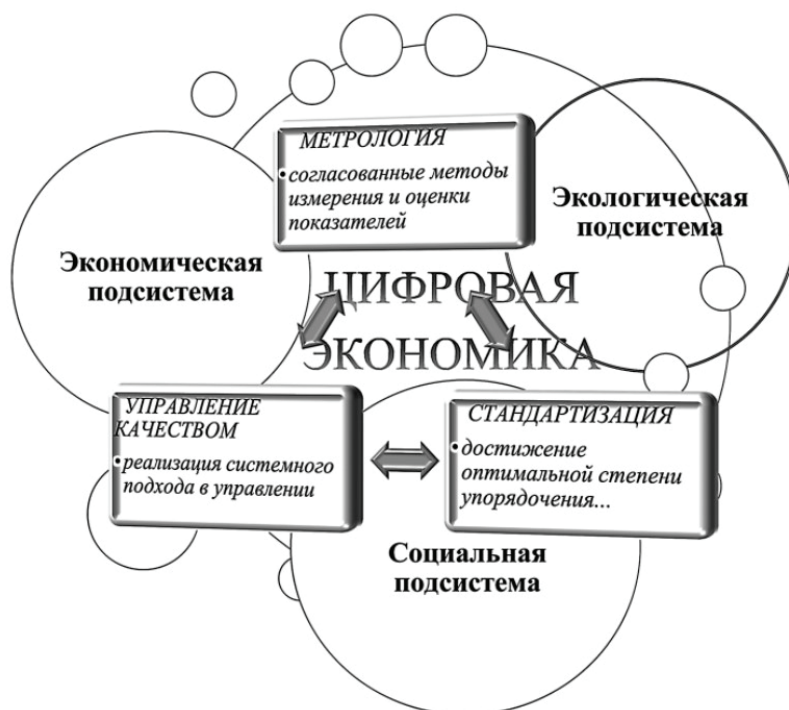 МЕТРОЛОГИЯ
•согласованные методы
измерения и оценки
показателей
Экологическая
подсистема
Экономическая
подсистема
ЦИФРОВАЯ
ЭКОНОМИКА
УПРАВЛЕНИЕ
КАЧЕСТВОМ
•реализация системного
подхода в управлении
СТАНДАРТИЗАЦИЯ
•достижение
оптимальной степени
упорядочения...
Социальная
подсистема